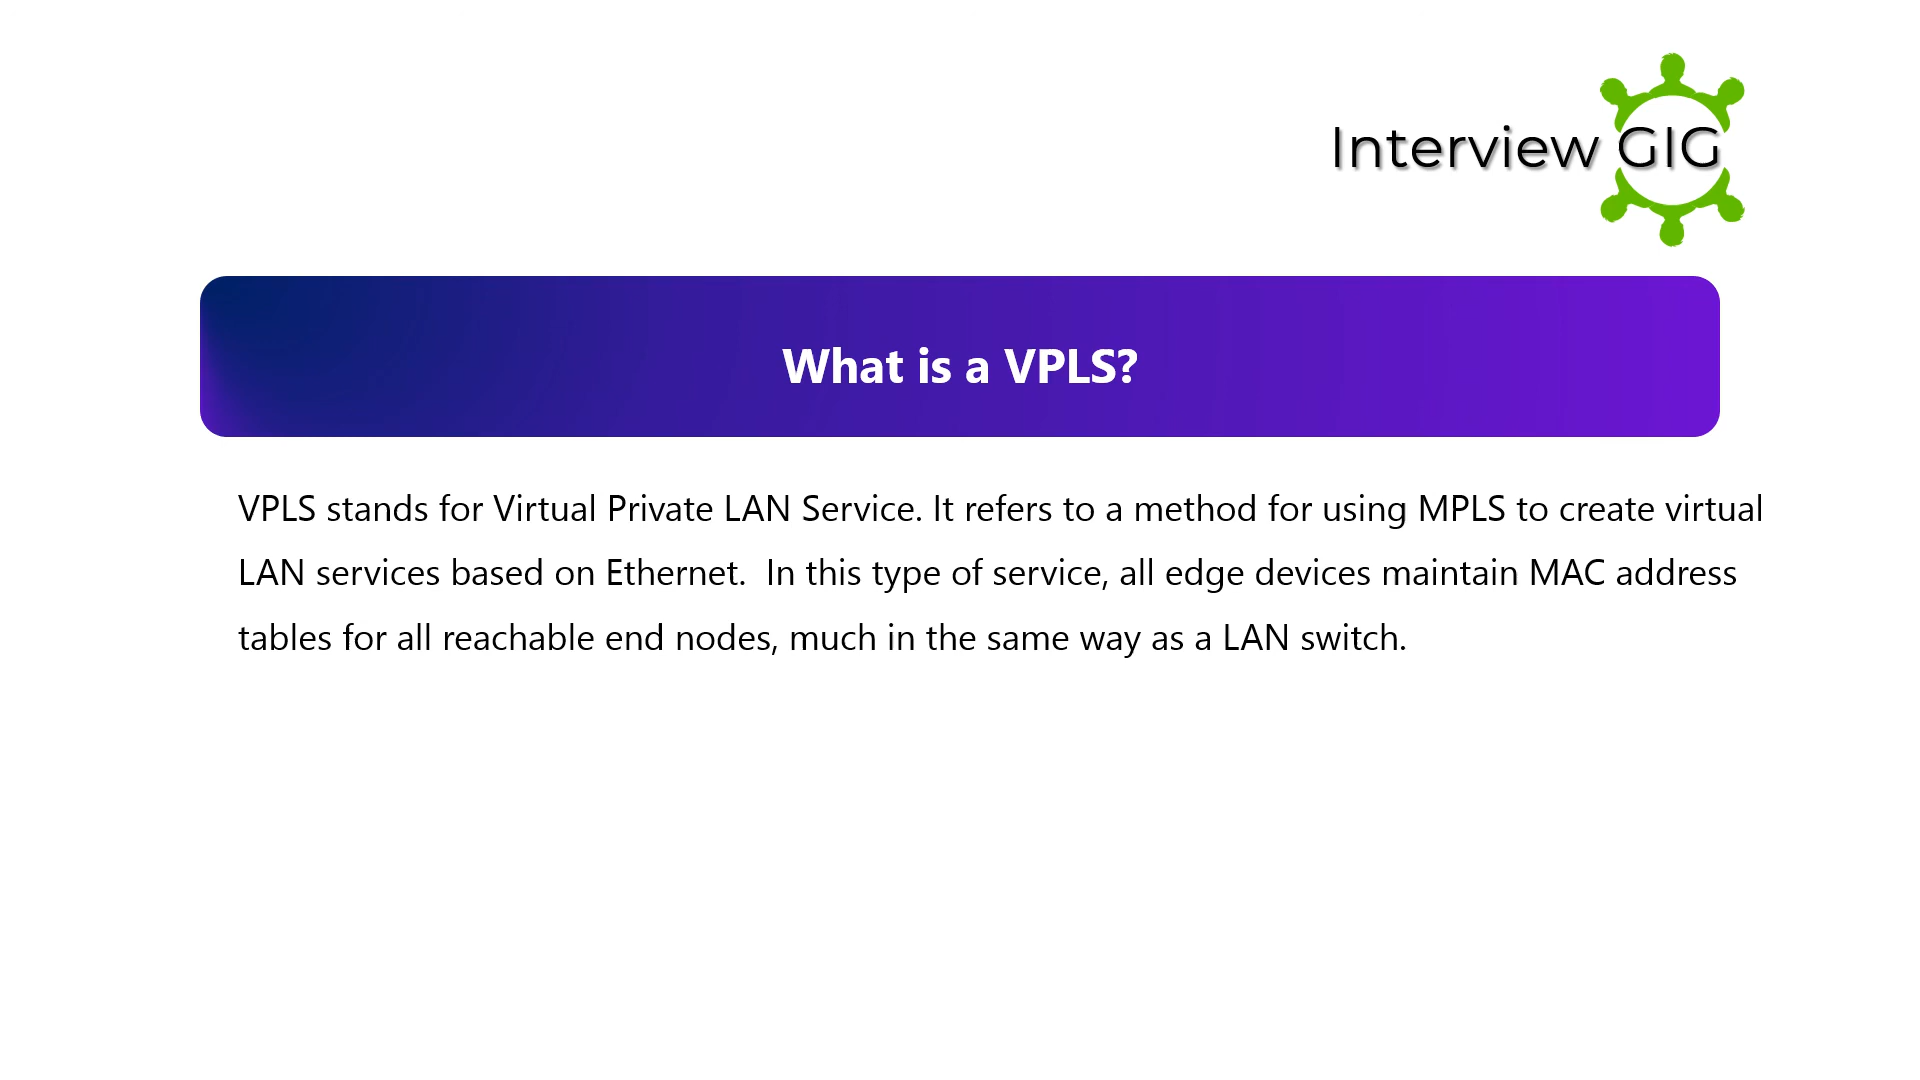 Interview GIG
What is a VPLS?
VPLS stands for Virtual Private LAN Service. It refers to a method for using MPLS to create virtual
LAN services based on Ethernet.  In this type of service, all edge devices maintain MAC address
tables for all reachable end nodes, much in the same way as a LAN switch.